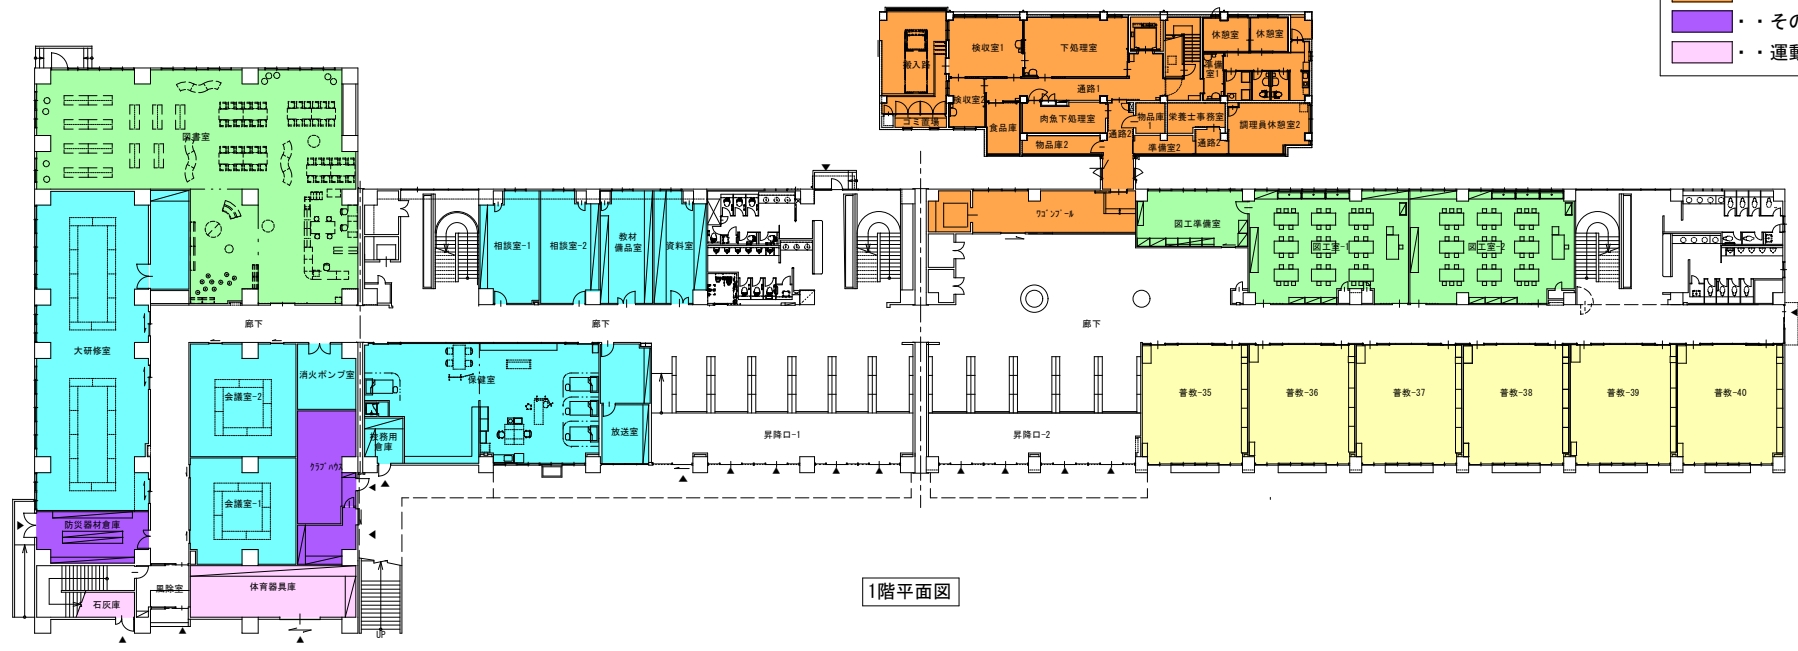 ・・その
・・運動
搬入路
検収室1
下処理室
休憩室
休憩室
準備
室1
検収室2
通路1
ゴミ置場
食品庫
肉魚下処理室
物品庫2
通路2
物品庫
1
栄養士事務室
準備室2
通路2
調理員休憩室2
図書室
相談室-1
相談室-2
教材
備品室
資料室
ワゴンプール
図工準備室
図工室-1
図工室-2
廊下
廊下
廊下
大研修室
会議室-2
消火ポンプ室
保健室
校務用
倉庫
放送室
昇降口-1
昇降口-2
普教-35
普教-36
普教-37
普教-38
普教-39
普教-40
クラブハウス
会議室-1
防災器材倉庫
風除室
体育器具庫
石灰庫
UP
1階平面図